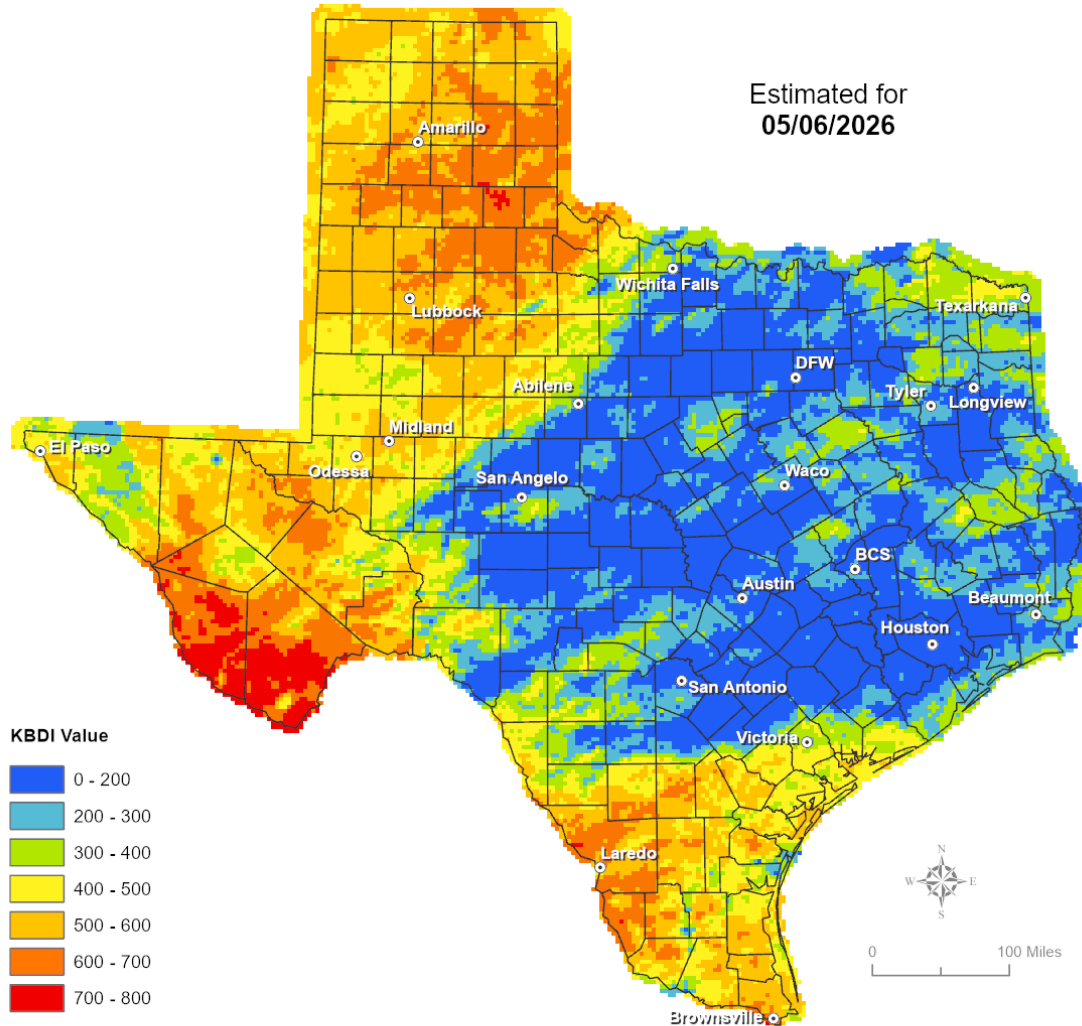 Estimated for
05/06/2026
Amarillo
Wichita Falls
Lubbock
Texarkana
DFW
Abilene
Tyler
Longview
Midland
El Paso
Odessa
San Angelo
Waco
BCS
Austin
Beaumont
Houston
San Antonio
Victoria
Laredo
Brownsville
KBDI Value
0 - 200
200 - 300
300 - 400
400 - 500
500 - 600
600 - 700
700 - 800
N
W E
S
0 100 Miles